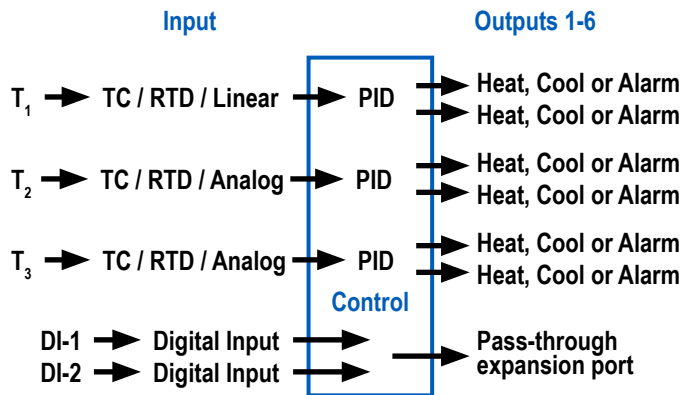 Input
Outputs 1-6
T1
TC / RTD / Linear
PID
Heat, Cool or Alarm
Heat, Cool or Alarm
T2
TC / RTD / Analog
PID
Heat, Cool or Alarm
Heat, Cool or Alarm
T3
TC / RTD / Analog
PID
Heat, Cool or Alarm
Heat, Cool or Alarm
Control
DI-1
Digital Input
DI-2
Digital Input
Pass-through
expansion port